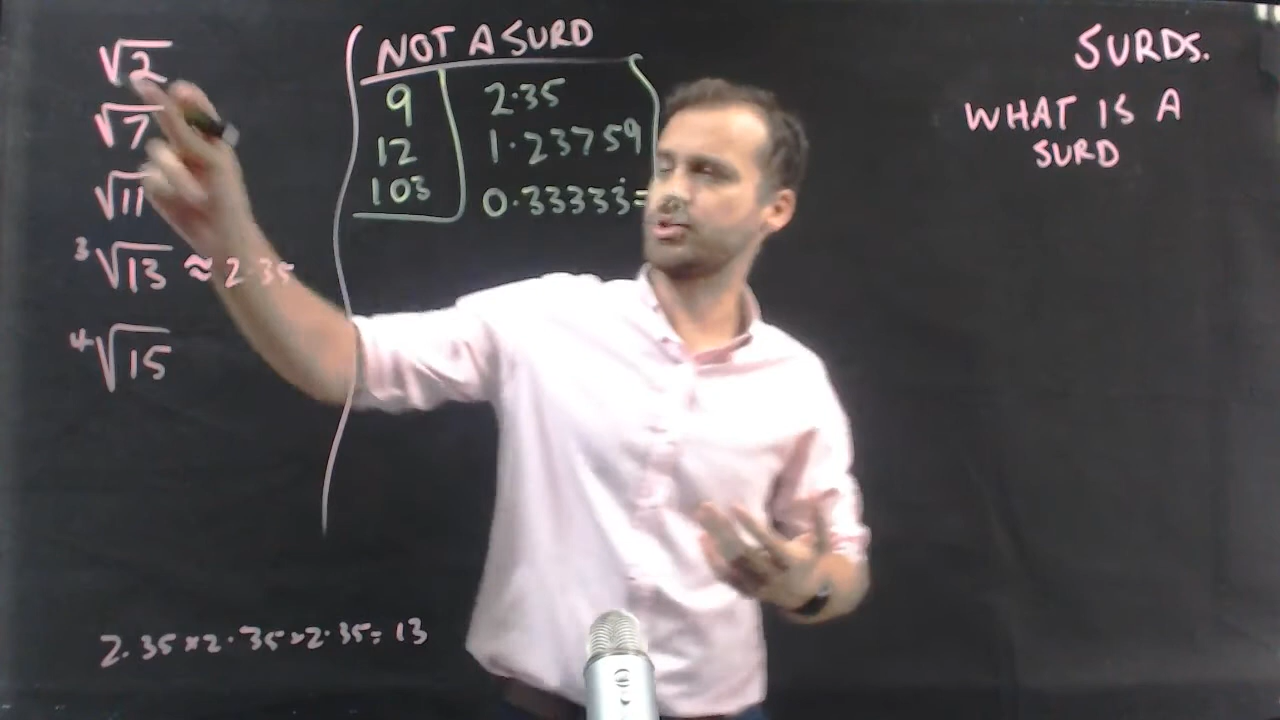 √2
√7
√11
³√13 ≈ 2.35
⁴√15
NOT A SURD
9
12
103
2.35
1.23759
0.33333̇=
SURDS.
WHAT IS A
SURD
2.35×2.35×2.35=13